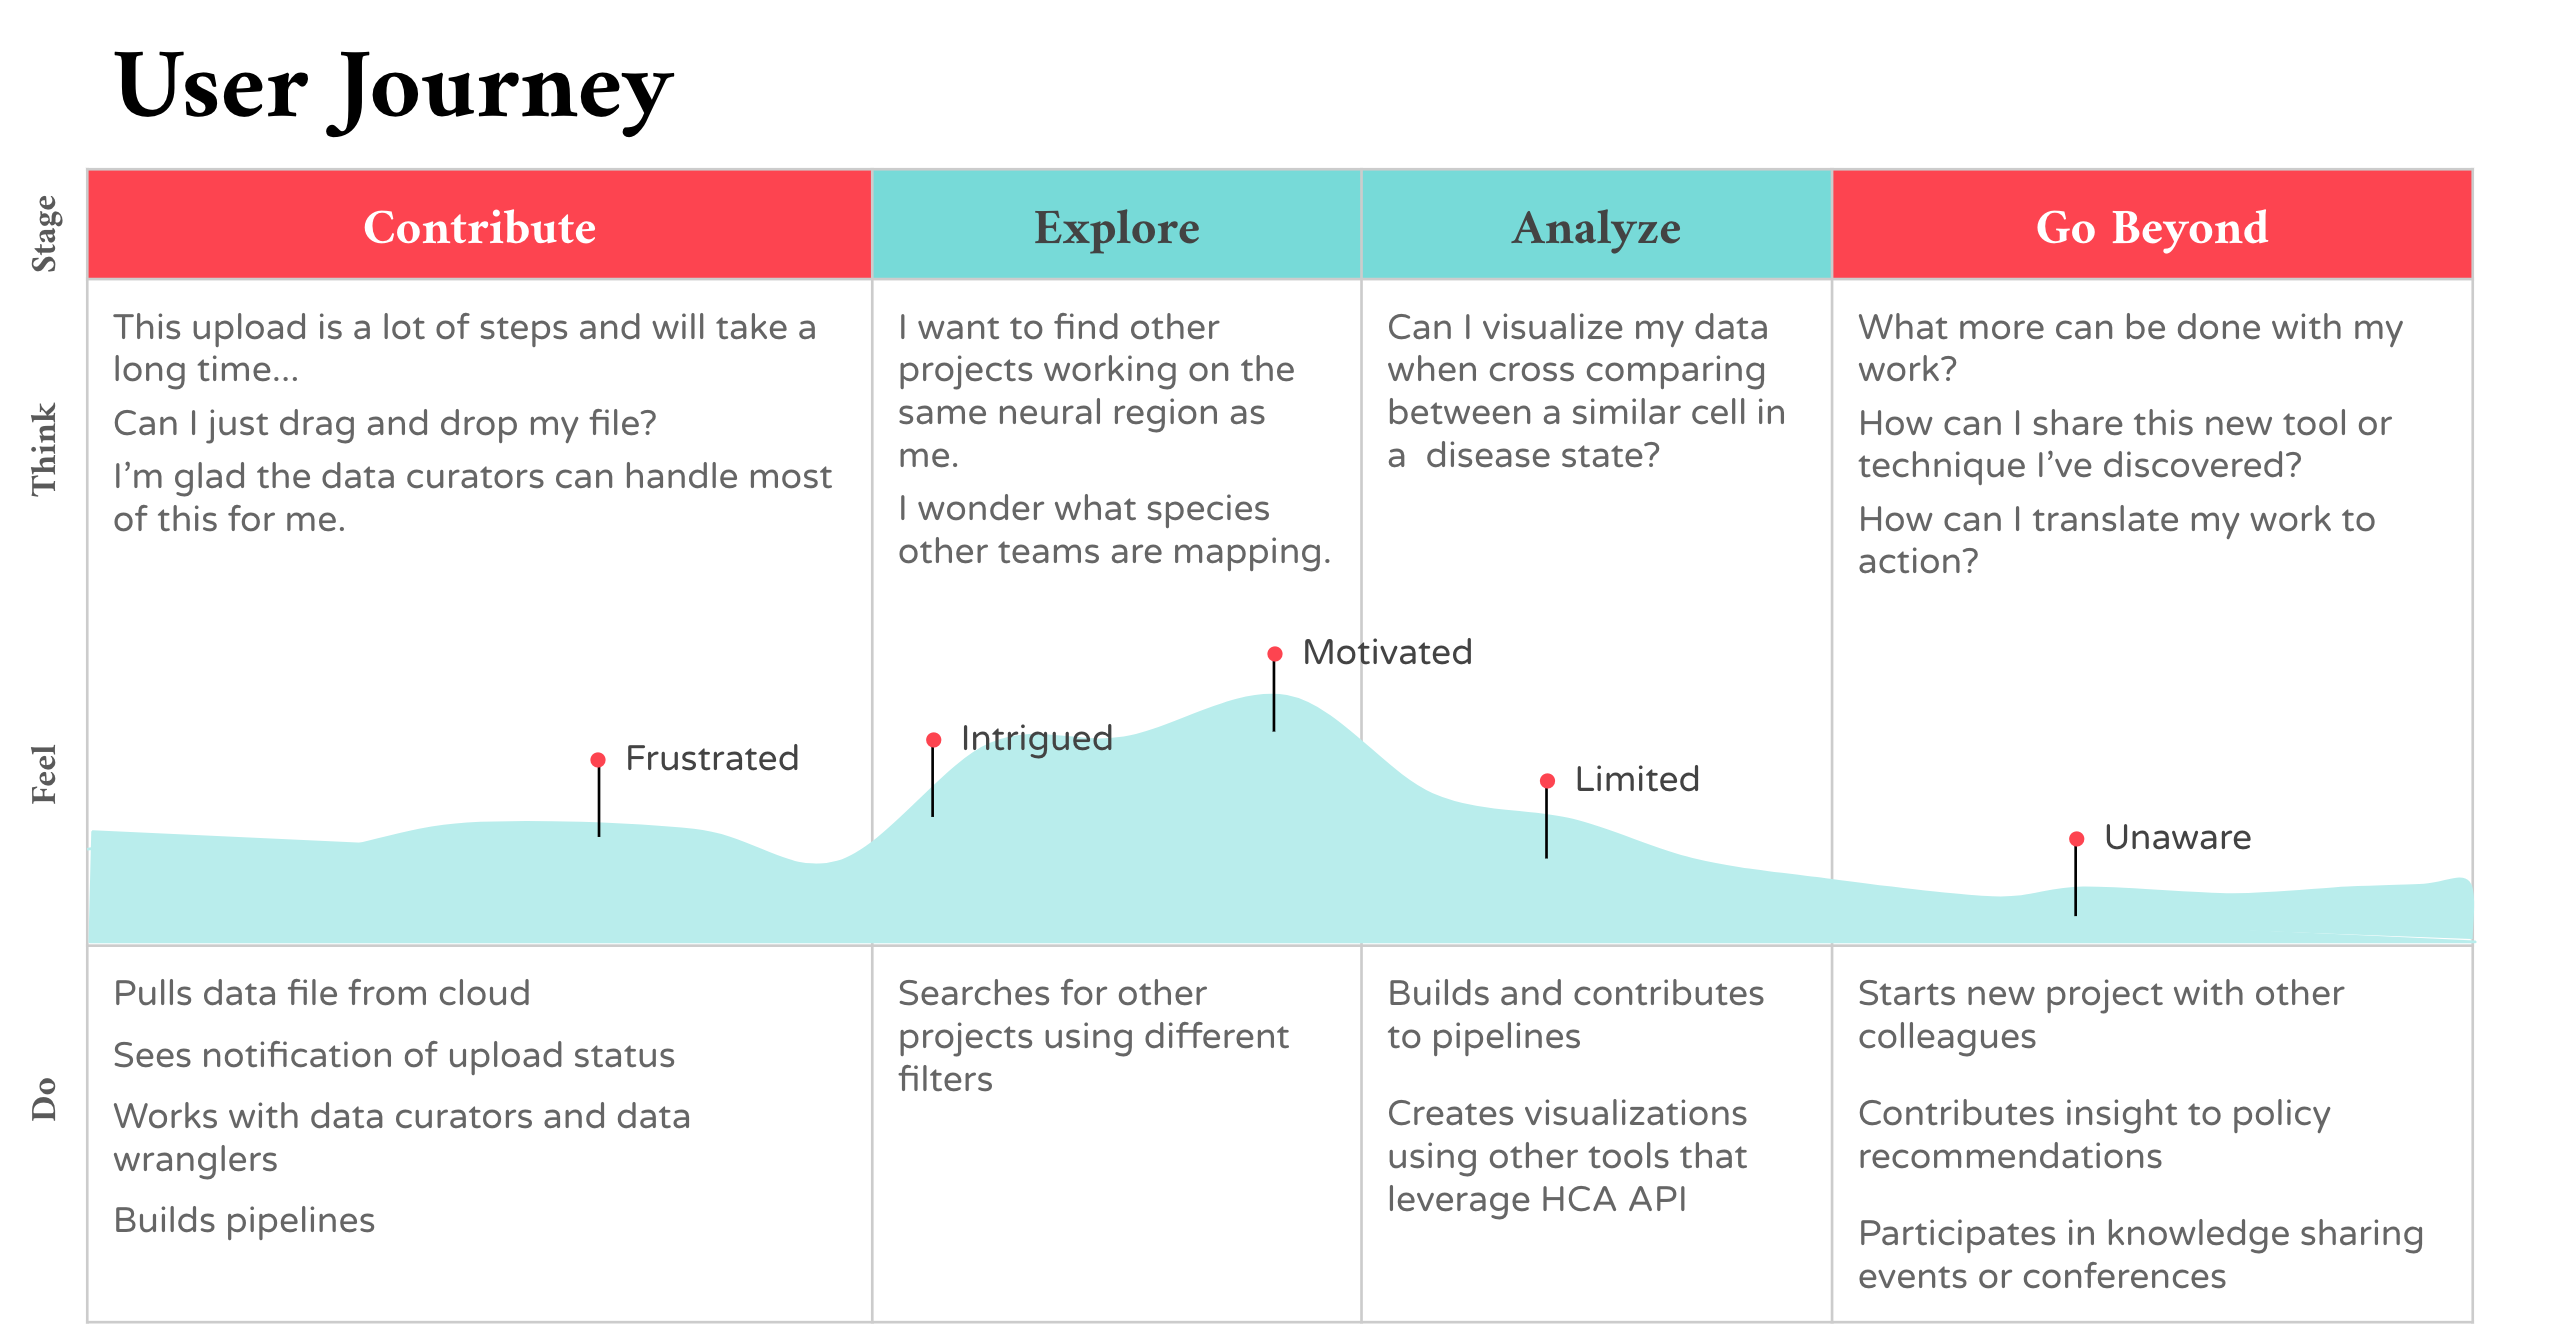 User Journey
Stage
Contribute
Explore
Analyze
Go Beyond
Think
This upload is a lot of steps and will take a
long time...
Can I just drag and drop my file?
I'm glad the data curators can handle most
of this for me.
I want to find other
projects working on the
same neural region as
me.
I wonder what species
other teams are mapping.
Can I visualize my data
when cross comparing
between a similar cell in
a  disease state?
What more can be done with my
work?
How can I share this new tool or
technique I've discovered?
How can I translate my work to
action?
Feel
Frustrated
Intrigued
Motivated
Limited
Unaware
Do
Pulls data file from cloud
Sees notification of upload status
Works with data curators and data
wranglers
Builds pipelines
Searches for other
projects using different
filters
Builds and contributes
to pipelines
Creates visualizations
using other tools that
leverage HCA API
Starts new project with other
colleagues
Contributes insight to policy
recommendations
Participates in knowledge sharing
events or conferences